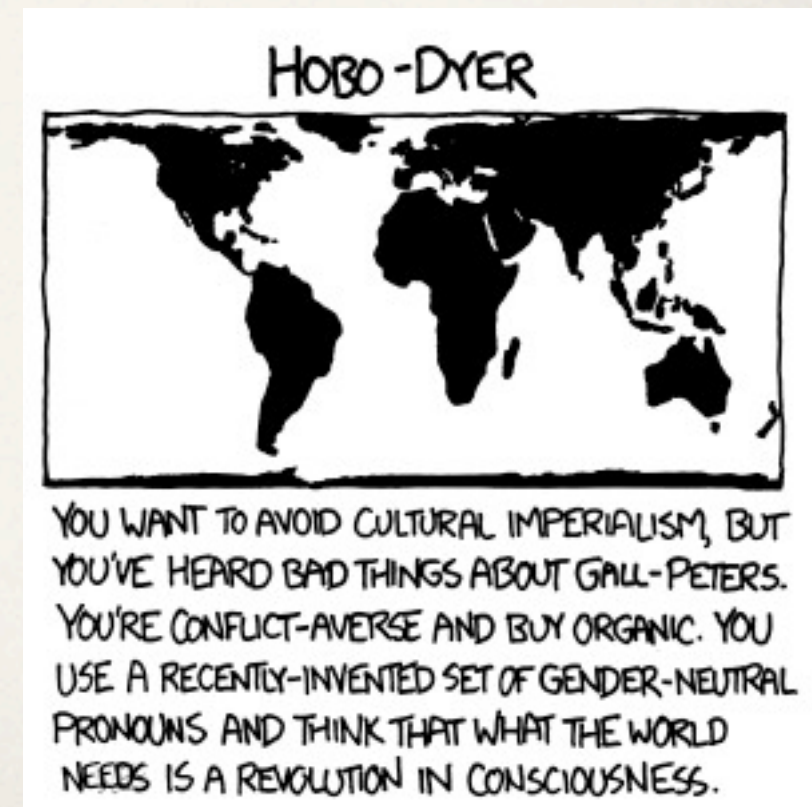 HOBO-DYER
YOU WANT TO AVOID CULTURAL IMPERIALISM, BUT
YOU'VE HEARD BAD THINGS ABOUT GALL-PETERS.
YOU'RE CONFLICT-AVERSE AND BUY ORGANIC. YOU
USE A RECENTLY-INVENTED SET OF GENDER-NEUTRAL
PRONOUNS AND THINK THAT WHAT THE WORLD
NEEDS IS A REVOLUTION IN CONSCIOUSNESS.